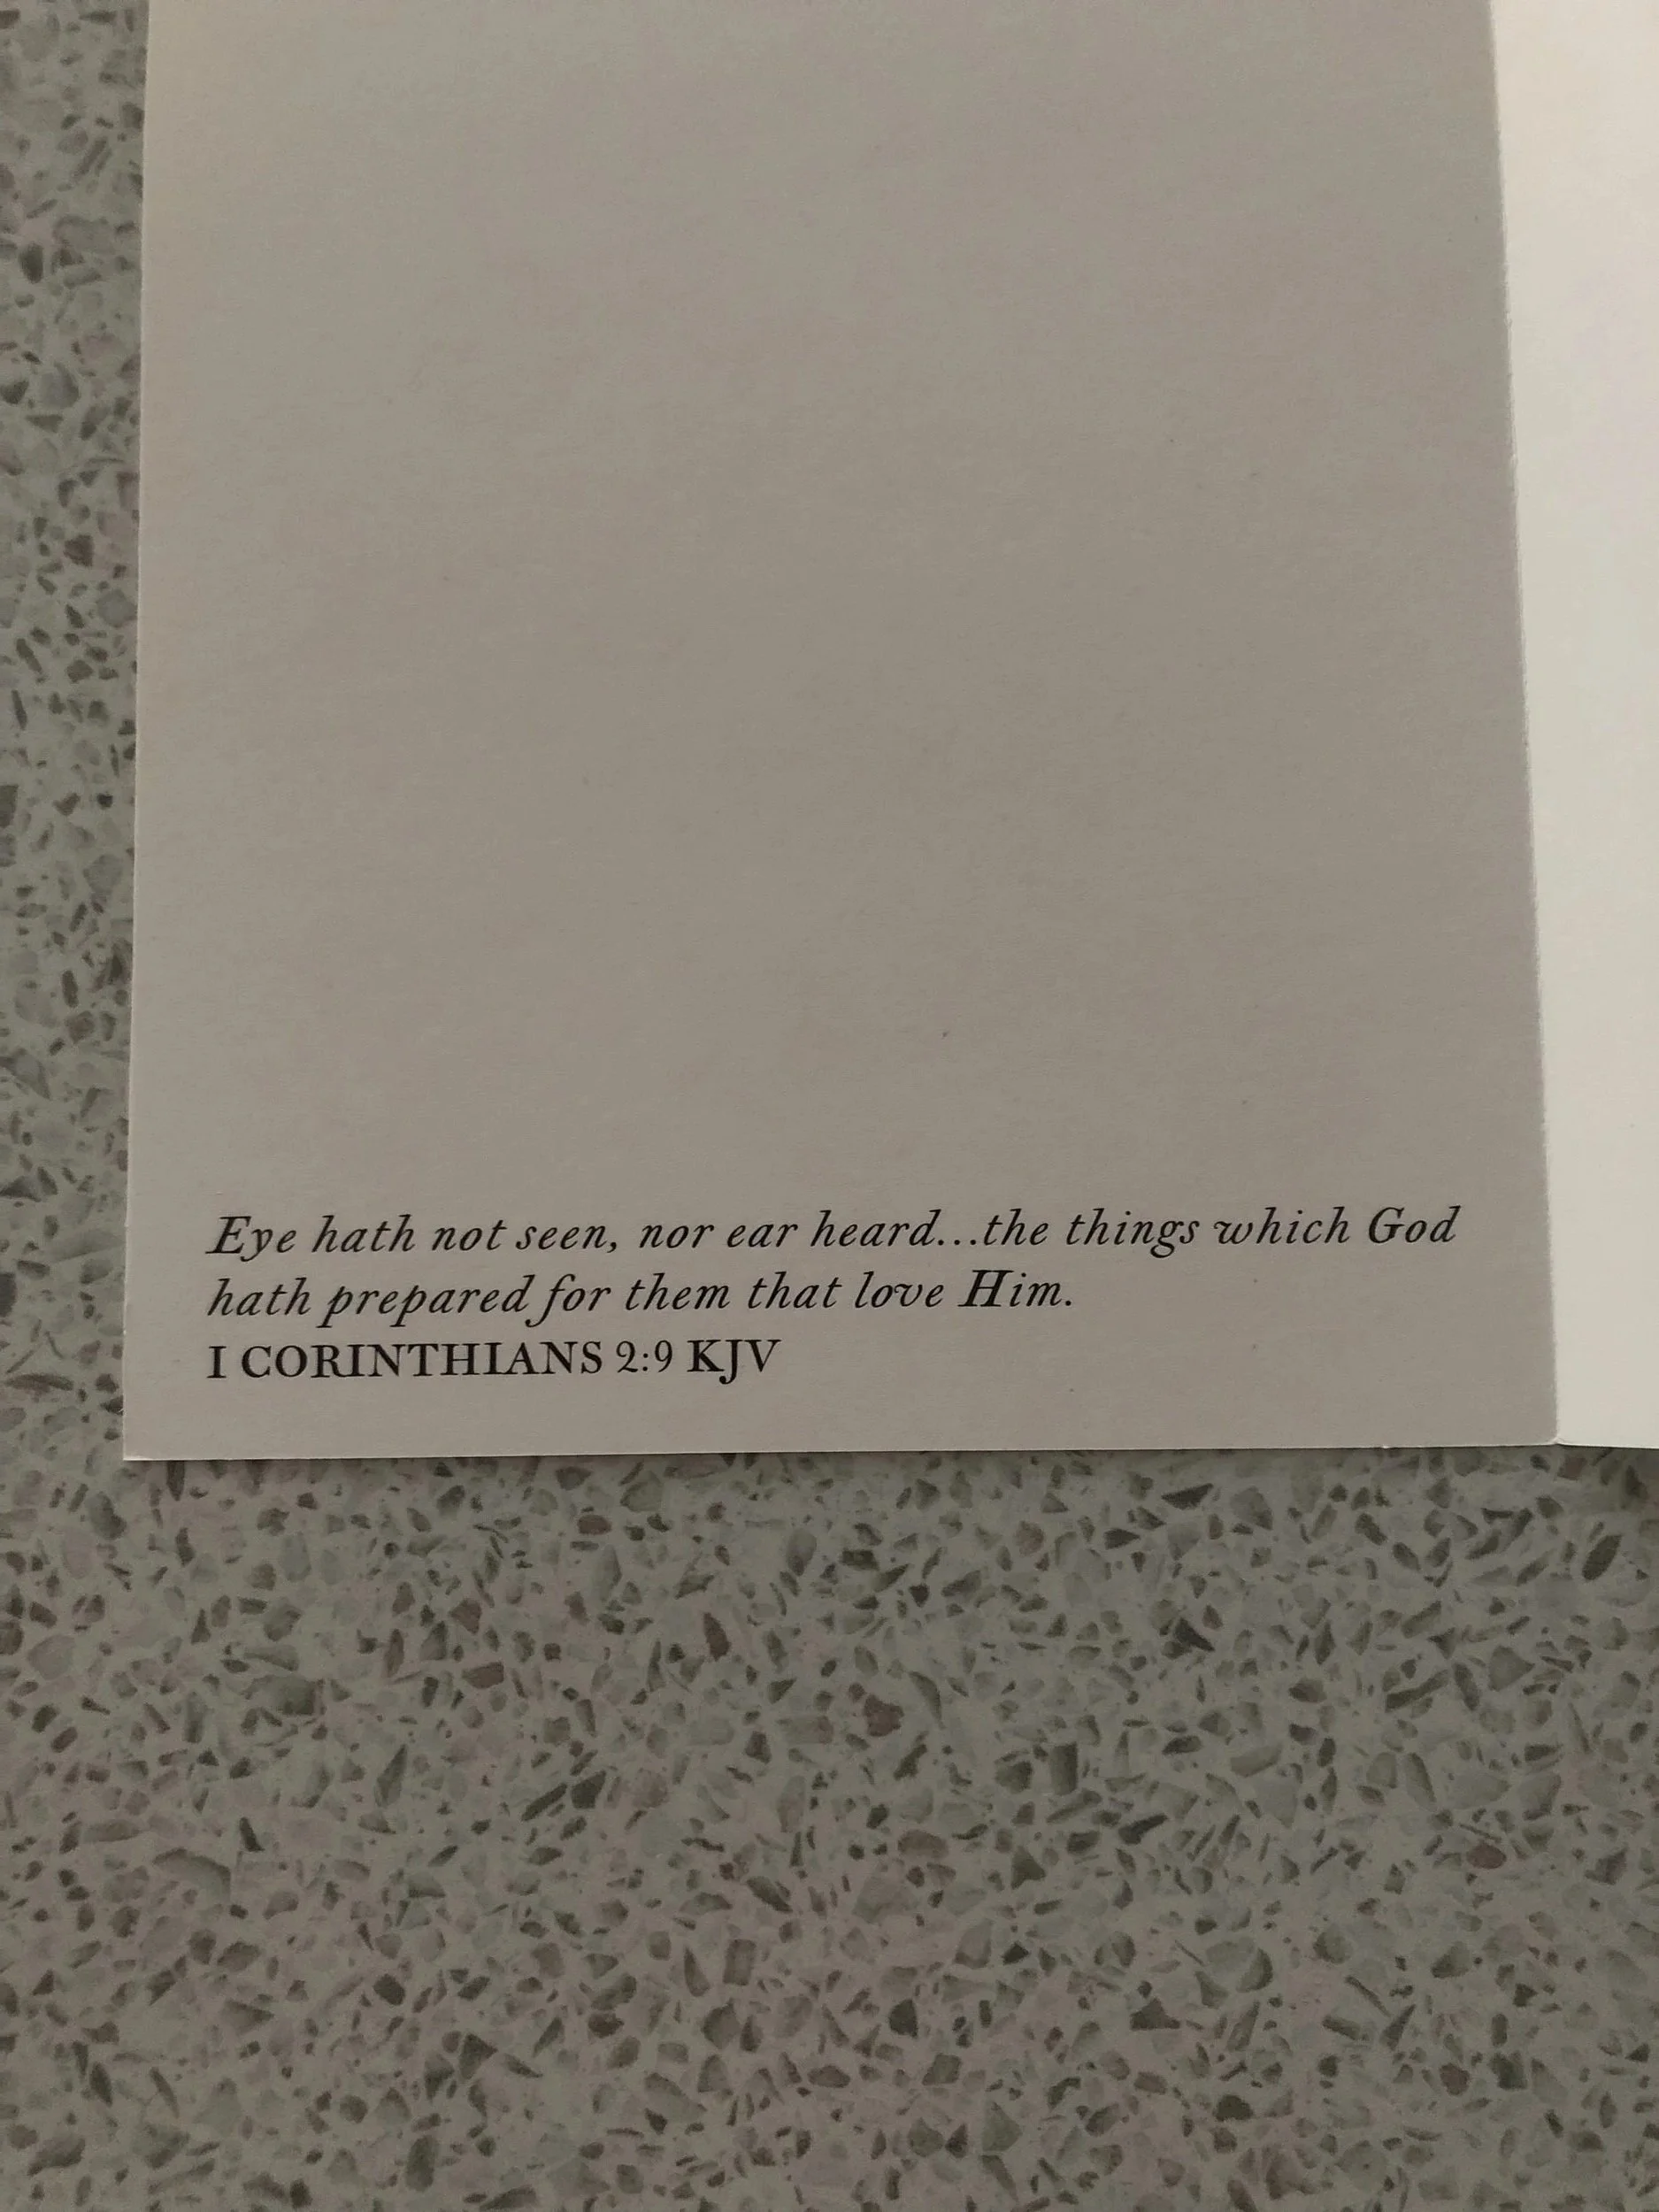 Eye hath not seen, nor ear heard...the things which God
hath prepared for them that love Him.
I CORINTHIANS 2:9 KJV